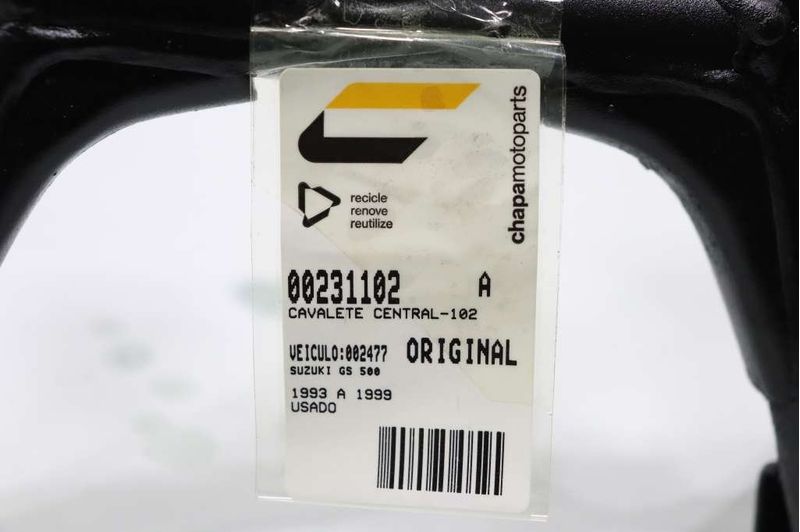 chapamotoparts
recicle
renove
reutilize
00231102 A
CAVALETE CENTRAL-102
VEICULO:002477 ORIGINAL
SUZUKI GS 500
1993 A 1999
USADO